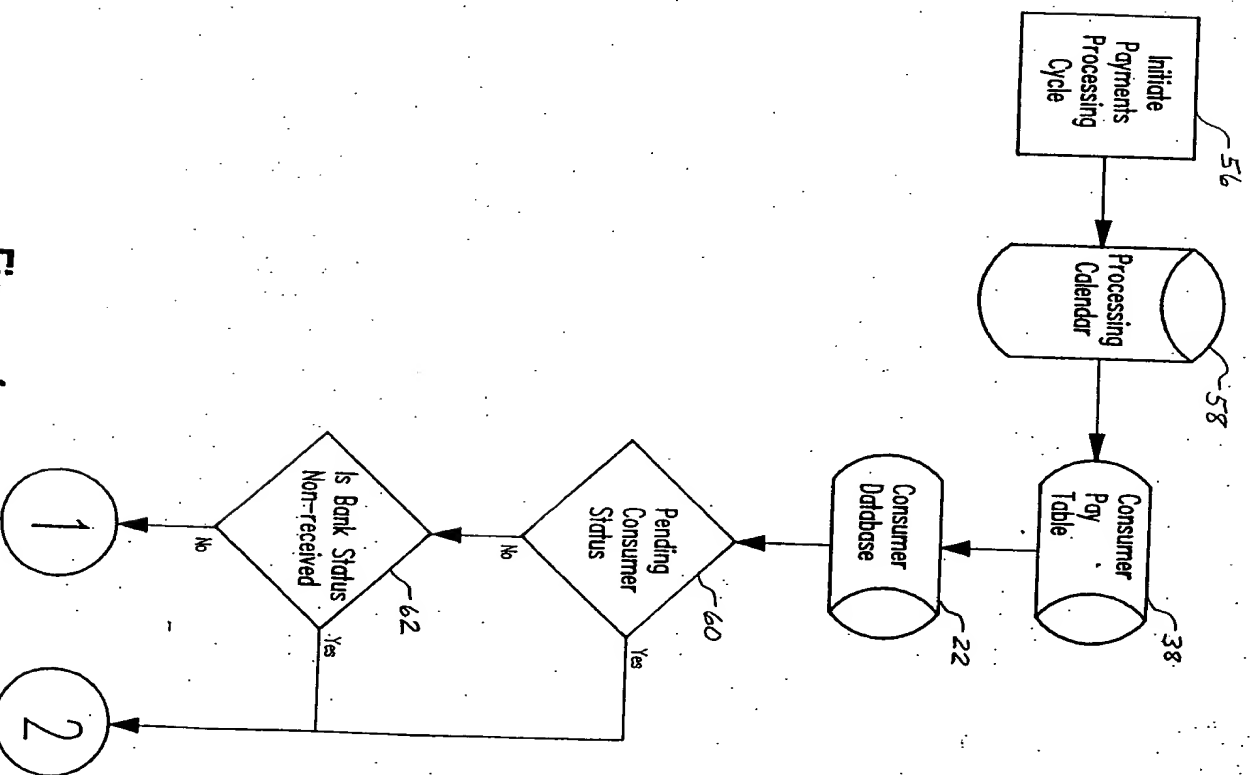 Initiate
Payments
Processing
Cycle
56
Processing
Calendar
58
Consumer
Pay
Table
38
Consumer
Database
22
Pending
Consumer
Status
60
Yes
No
Is Bank Status
Non-received
62
Yes
No
1
2